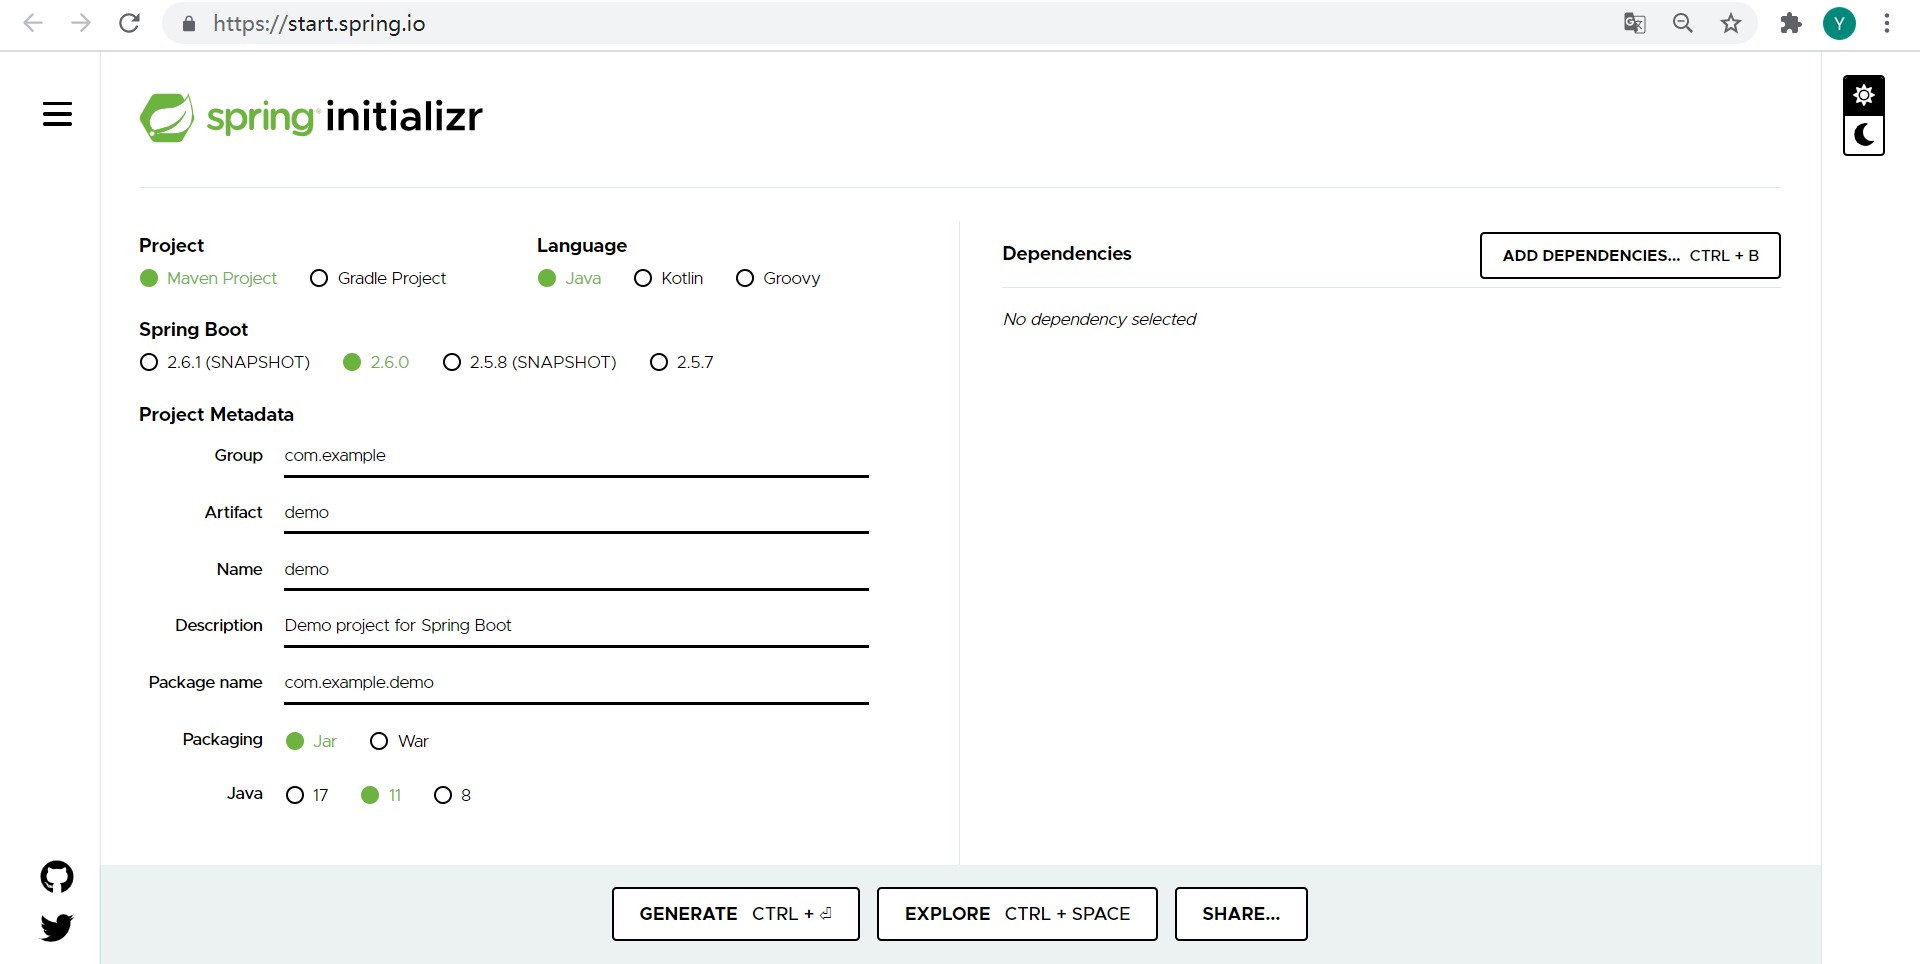 https://start.spring.io
Y
spring initializr
Project
Maven Project Gradle Project
Language
Java Kotlin Groovy
Spring Boot
2.6.1 (SNAPSHOT) 2.6.0 2.5.8 (SNAPSHOT) 2.5.7
Project Metadata
Group com.example
Artifact demo
Name demo
Description Demo project for Spring Boot
Package name com.example.demo
Packaging Jar War
Java 17 11 8
Dependencies
ADD DEPENDENCIES... CTRL + B
No dependency selected
GENERATE CTRL + ⏎
EXPLORE CTRL + SPACE
SHARE...